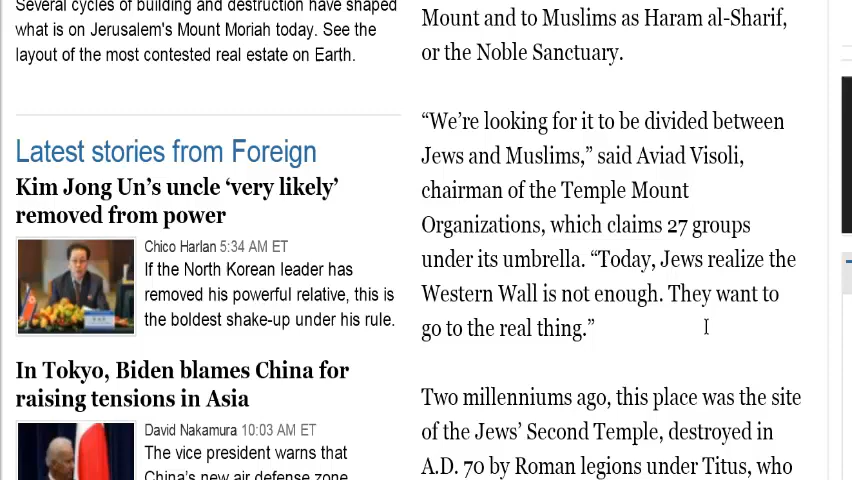 Several cycles of building and destruction have shaped
what is on Jerusalem's Mount Moriah today. See the
layout of the most contested real estate on Earth.
Latest stories from Foreign
Kim Jong Un’s uncle ‘very likely’
removed from power
Chico Harlan 5:34 AM ET
If the North Korean leader has
removed his powerful relative, this is
the boldest shake-up under his rule.
In Tokyo, Biden blames China for
raising tensions in Asia
David Nakamura 10:03 AM ET
The vice president warns that
China’s new air defense zone
Mount and to Muslims as Haram al-Sharif,
or the Noble Sanctuary.
“We’re looking for it to be divided between
Jews and Muslims,” said Aviad Visoli,
chairman of the Temple Mount
Organizations, which claims 27 groups
under its umbrella. “Today, Jews realize the
Western Wall is not enough. They want to
go to the real thing.”
Two millenniums ago, this place was the site
of the Jews’ Second Temple, destroyed in
A.D. 70 by Roman legions under Titus, who